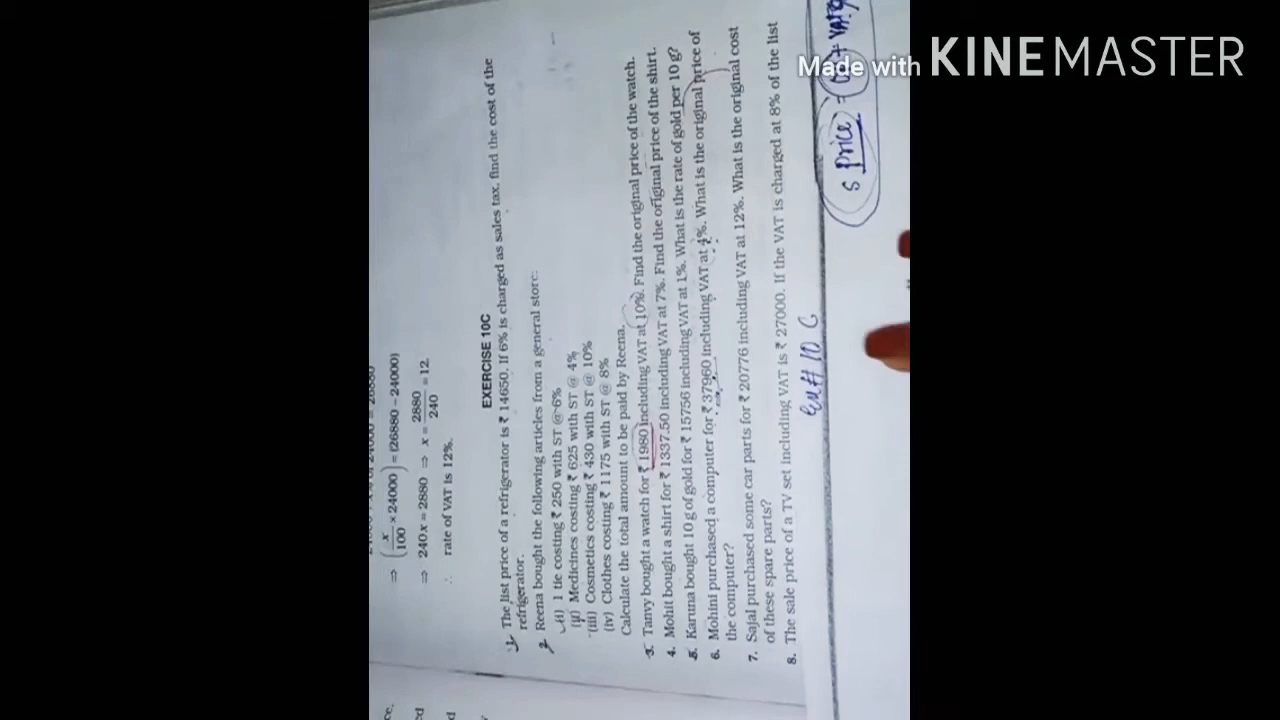 Made with KINEMASTER
24000
28880
⇒ (x/100 × 24000) = (26880 – 24000)
⇒ 240x = 2880 ⇒ x = 2880/240 = 12.
∴ rate of VAT is 12%.
EXERCISE 10C
1. The list price of a refrigerator is ₹ 14650. If 6% is charged as sales tax, find the cost of the
refrigerator.
2. Reena bought the following articles from a general store:
(i) 1 tie costing ₹ 250 with ST @ 6%
(ii) Medicines costing ₹ 625 with ST @ 4%
(iii) Cosmetics costing ₹ 430 with ST @ 10%
(iv) Clothes costing ₹ 1175 with ST @ 8%
Calculate the total amount to be paid by Reena.
3. Tanvy bought a watch for ₹ 1980 including VAT at 10%. Find the original price of the watch.
4. Mohit bought a shirt for ₹ 1337.50 including VAT at 7%. Find the original price of the shirt.
5. Karuna bought 10 g of gold for ₹ 15756 including VAT at 1%. What is the rate of gold per 10 g?
6. Mohini purchased a computer for ₹ 37960 including VAT at 4%. What is the original price of
the computer?
7. Sajal purchased some car parts for ₹ 20776 including VAT at 12%. What is the original cost
of these spare parts?
8. The sale price of a TV set including VAT is ₹ 27000. If the VAT is charged at 8% of the list
Ex# 10 C
S Price = + VAT%